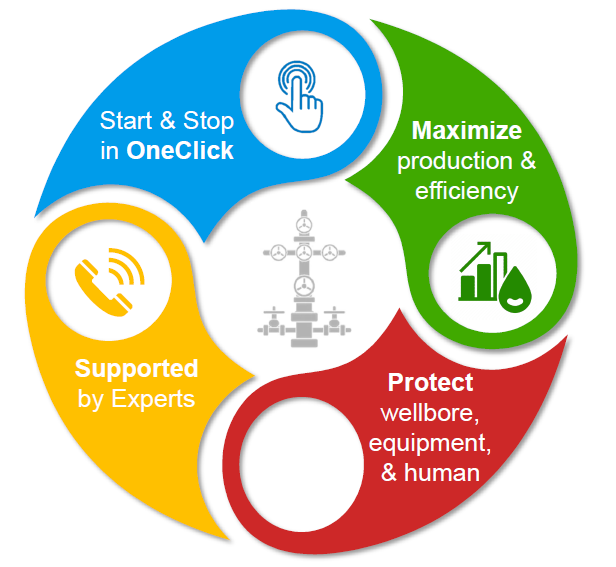 Start & Stop
in OneClick
Maximize
production &
efficiency
Protect
wellbore,
equipment,
& human
Supported
by Experts